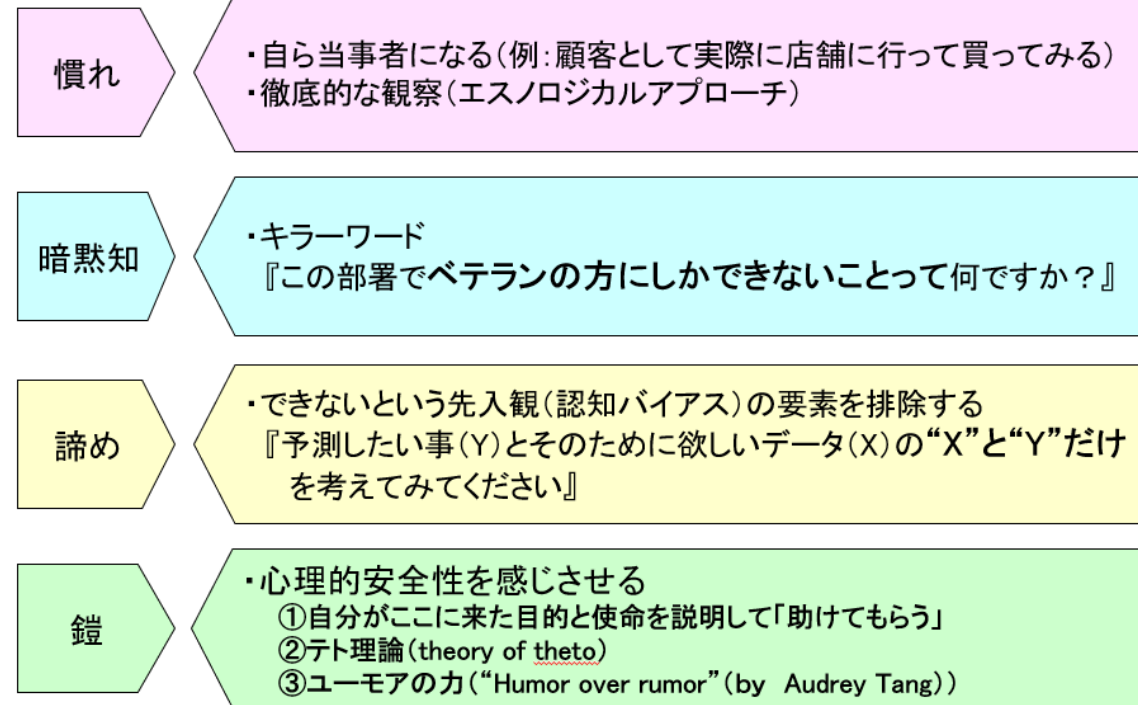 慣れ
・自ら当事者になる（例：顧客として実際に店舗に行って買ってみる）
・徹底的な観察（エスノロジカルアプローチ）
暗黙知
・キラーワード
『この部署でベテランの方にしかできないことって何ですか？』
諦め
・できないという先入観（認知バイアス）の要素を排除する
『予測したい事（Y）とそのために欲しいデータ（X）の“X”と“Y”だけ
を考えてみてください』
鎧
・心理的安全性を感じさせる
①自分がここに来た目的と使命を説明して「助けてもらう」
②テト理論（theory of theto）
③ユーモアの力（“Humor over rumor”（by Audrey Tang））